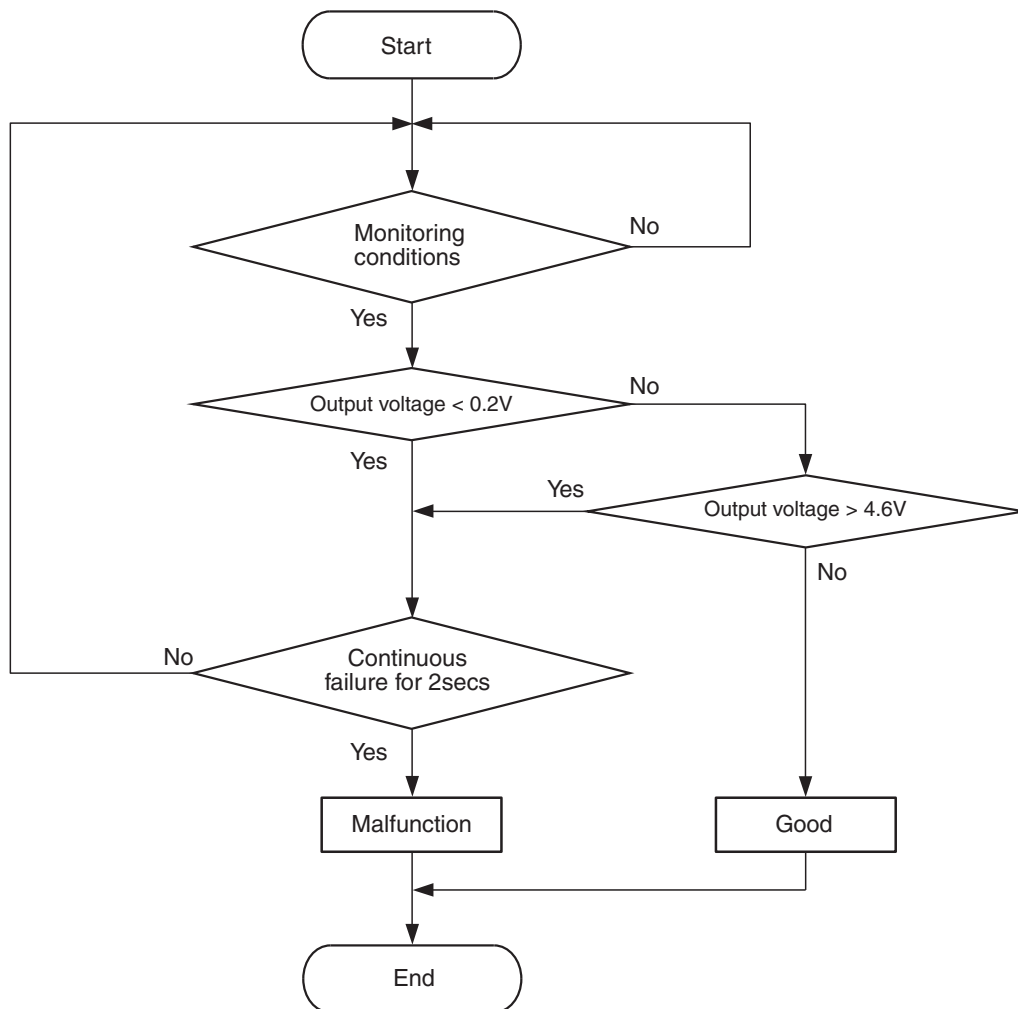 Start
Monitoring
conditions
No
Yes
Output voltage < 0.2V
No
Yes
Yes
Output voltage > 4.6V
No
No
Continuous
failure for 2secs
Yes
Malfunction
Good
End